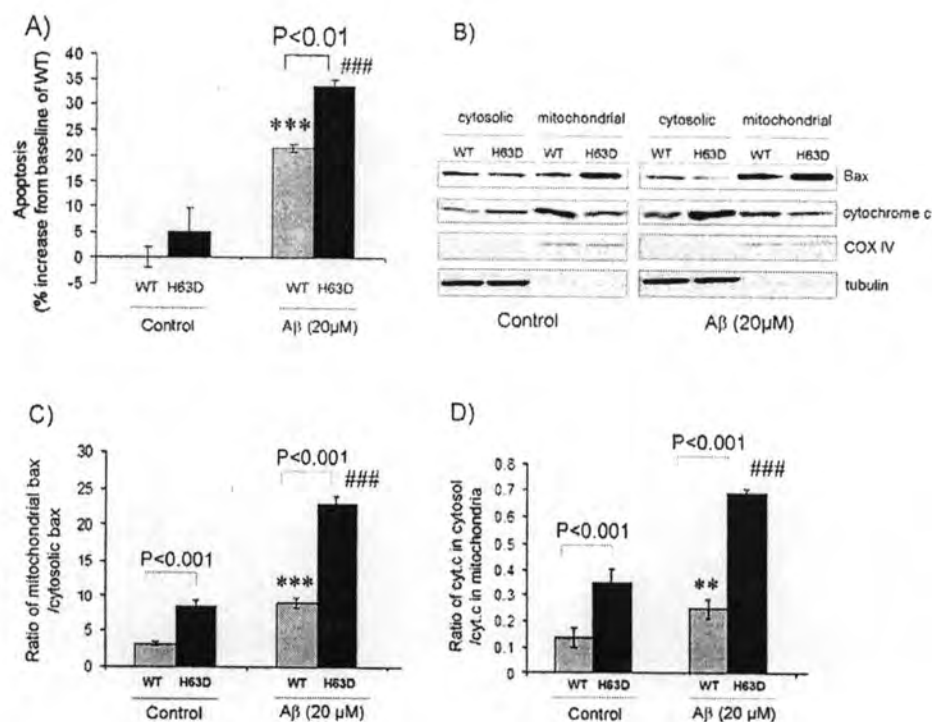 A)
P<0.01
###
***
40
35
30
25
20
15
10
5
0
-5
Apoptosis
(% increase from baseline of WT)
WT H63D WT H63D
Control Aβ (20µM)
B)
cytosolic mitochondrial cytosolic mitochondrial
WT H63D WT H63D WT H63D WT H63D
Bax
cytochrome c
COX IV
tubulin
Control Aβ (20µM)
C)
30
25
20
15
10
5
0
Ratio of mitochondrial bax
/cytosolic bax
P<0.001
P<0.001
###
***
WT H63D WT H63D
Control Aβ (20 µM)
D)
0.8
0.7
0.6
0.5
0.4
0.3
0.2
0.1
0
Ratio of cyt.c in cytosol
/cyt.c in mitochondria
P<0.001
P<0.001
###
**
WT H63D WT H63D
Control Aβ (20 µM)